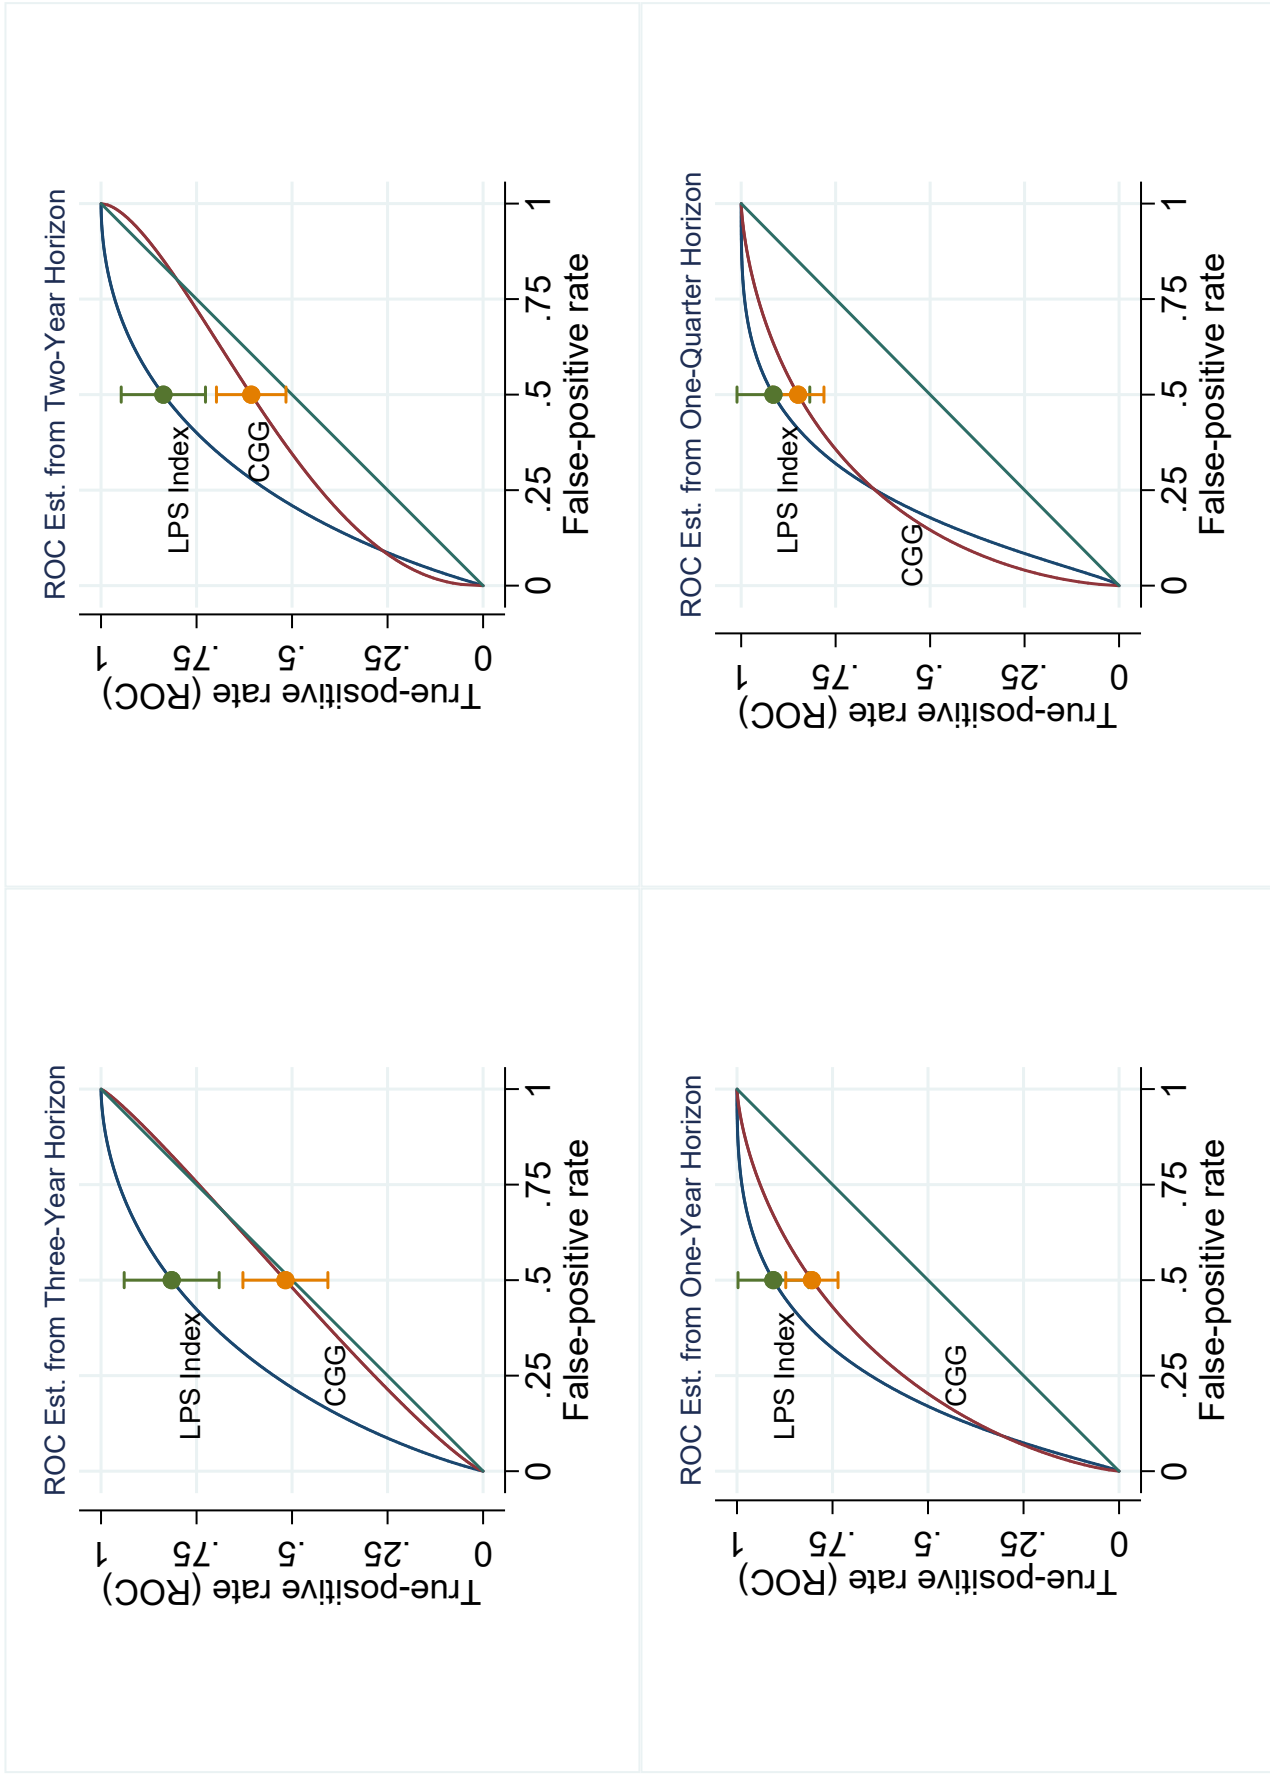 ROC Est. from Three-Year Horizon
True-positive rate (ROC)
1
.75
.5
.25
0
LPS Index
CGG
0
.25
.5
.75
1
False-positive rate
ROC Est. from Two-Year Horizon
True-positive rate (ROC)
1
.75
.5
.25
0
LPS Index
CGG
0
.25
.5
.75
1
False-positive rate
ROC Est. from One-Year Horizon
True-positive rate (ROC)
1
.75
.5
.25
0
LPS Index
CGG
0
.25
.5
.75
1
False-positive rate
ROC Est. from One-Quarter Horizon
True-positive rate (ROC)
1
.75
.5
.25
0
LPS Index
CGG
0
.25
.5
.75
1
False-positive rate